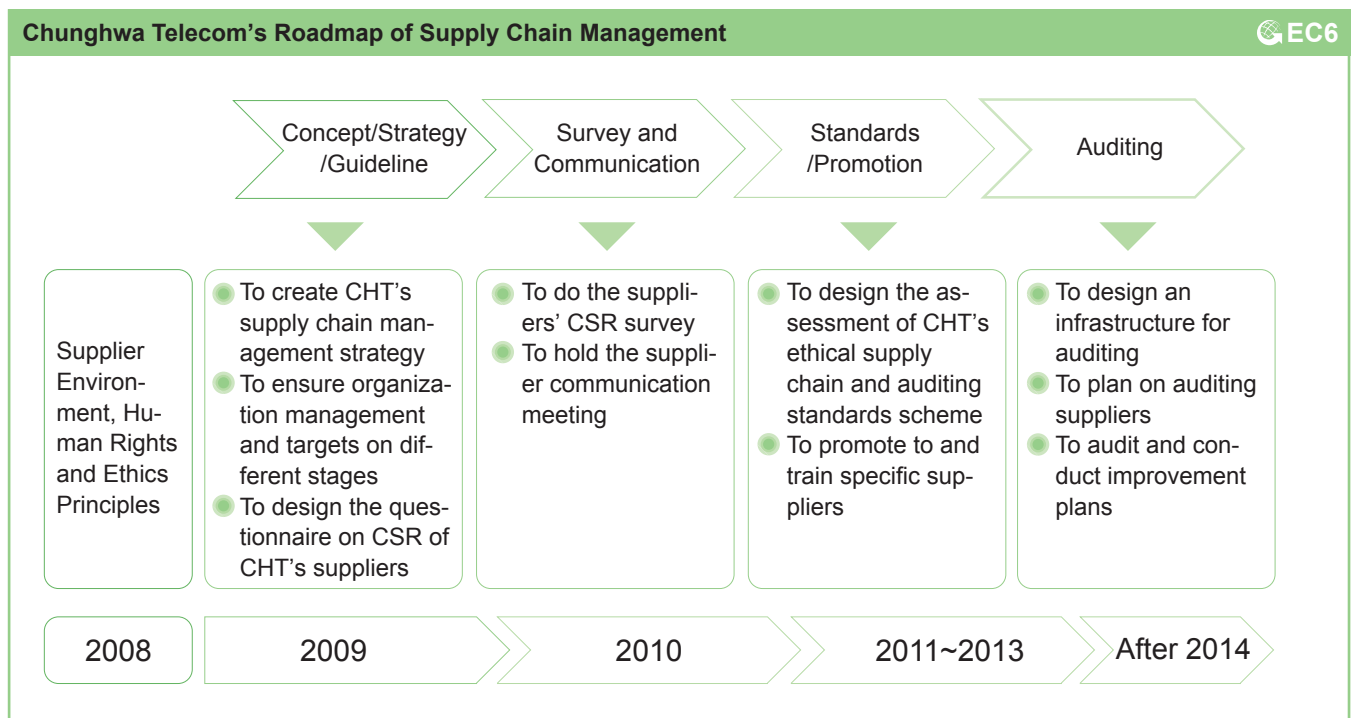 Chunghwa Telecom's Roadmap of Supply Chain Management
EC6
Concept/Strategy
/Guideline
Survey and
Communication
Standards
/Promotion
Auditing
Supplier
Environ-
ment, Hu-
man Rights
and Ethics
Principles
To create CHT's
supply chain man-
agement strategy
To ensure organiza-
tion management
and targets on dif-
ferent stages
To design the ques-
tionnaire on CSR of
CHT's suppliers
To do the suppli-
ers' CSR survey
To hold the suppli-
er communication
meeting
To design the as-
sessment of CHT's
ethical supply
chain and auditing
standards scheme
To promote to and
train specific sup-
pliers
To design an
infrastructure for
auditing
To plan on auditing
suppliers
To audit and con-
duct improvement
plans
2008
2009
2010
2011~2013
After 2014